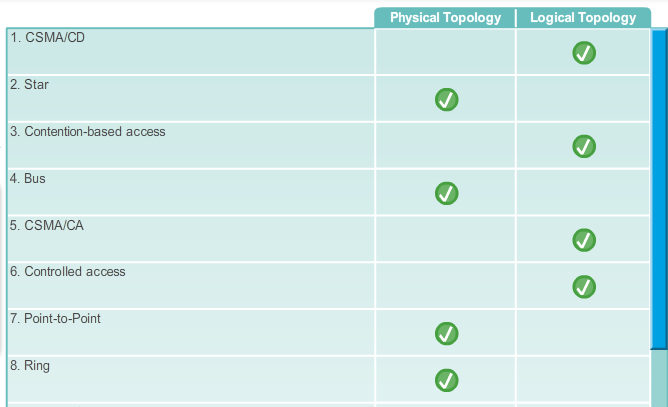 Physical Topology Logical Topology
1. CSMA/CD
2. Star
3. Contention-based access
4. Bus
5. CSMA/CA
6. Controlled access
7. Point-to-Point
8. Ring